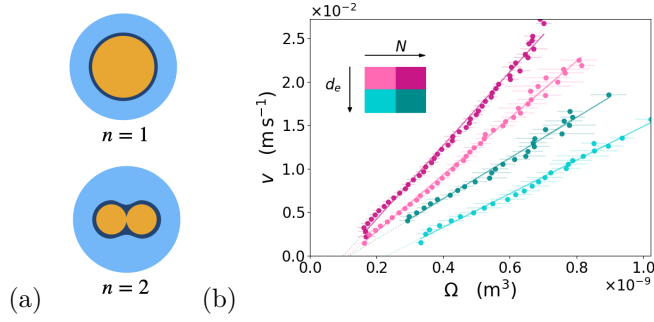 n = 1
n = 2
(a)
(b)
×10⁻²
2.5
2.0
1.5
1.0
0.5
0.0
v (m s⁻¹)
N
dₑ
0.0 0.2 0.4 0.6 0.8 1.0
×10⁻⁹
Ω (m³)